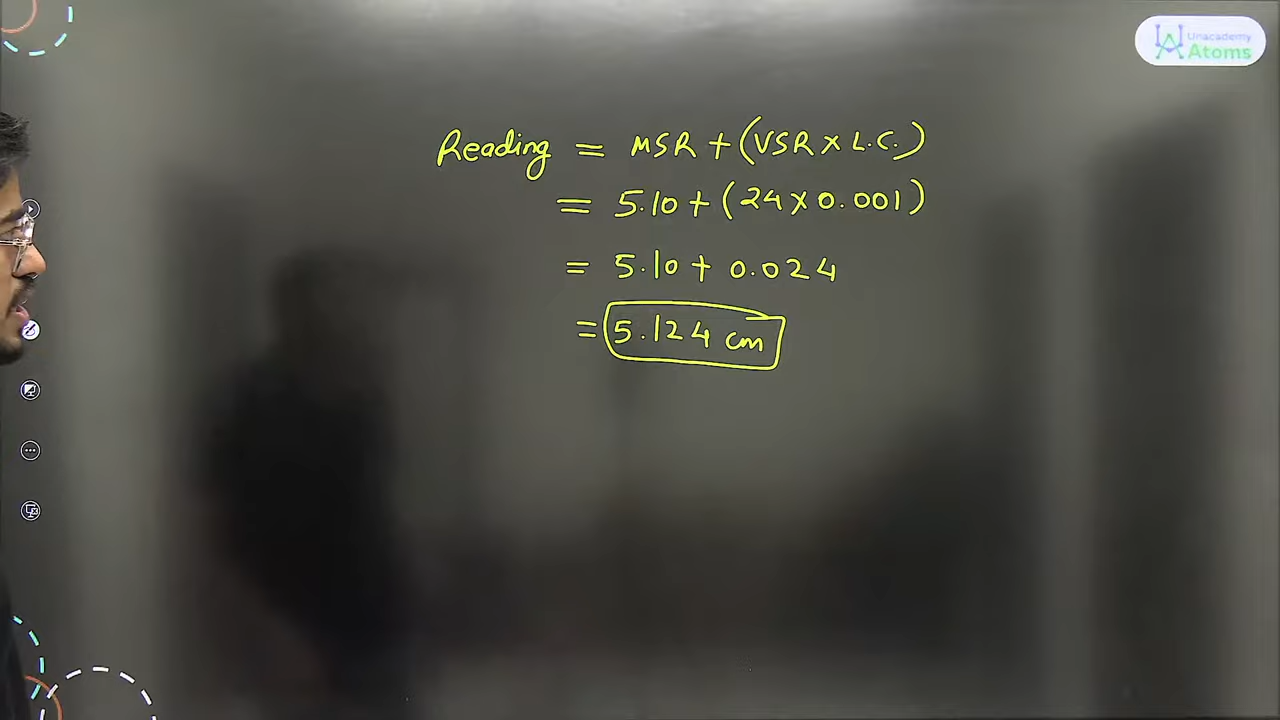 Unacademy
Atoms
Reading = MSR + (VSR × L.C.)
= 5.10 + (24 × 0.001)
= 5.10 + 0.024
= 5.124 cm